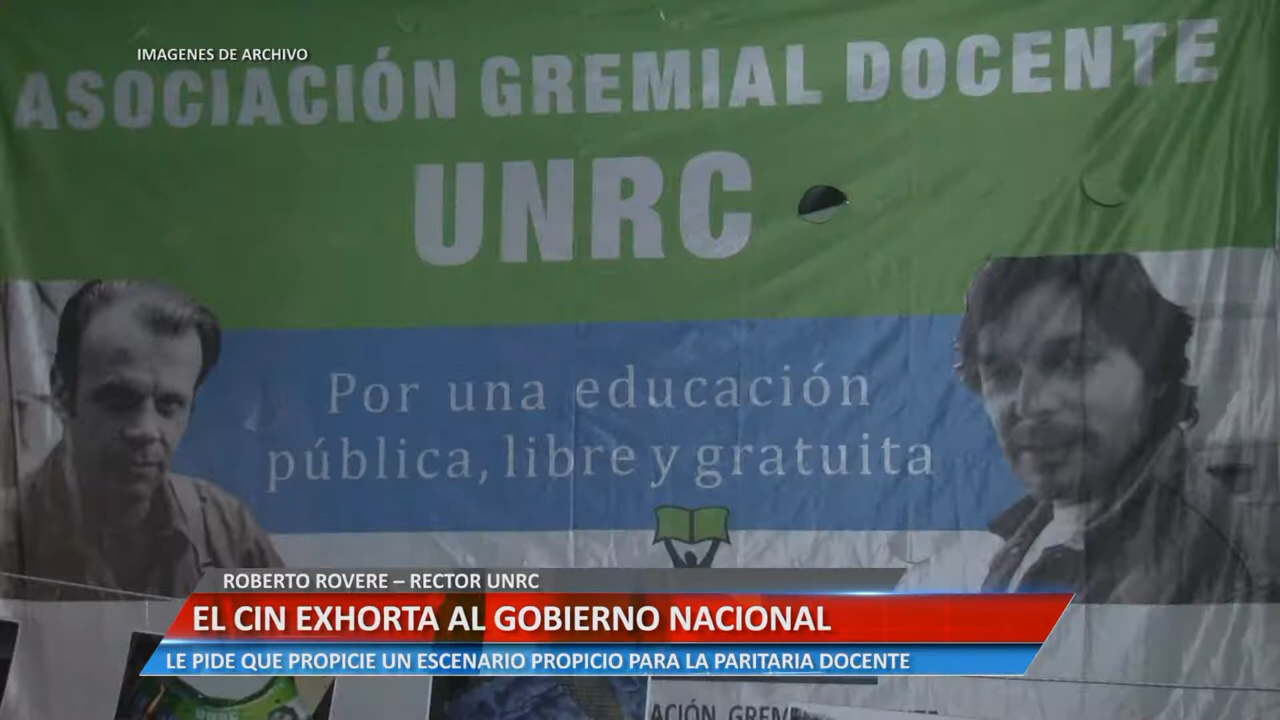 IMAGENES DE ARCHIVO
ASOCIACIÓN GREMIAL DOCENTE
UNRC
Por una educación
pública, libre y gratuita
ROBERTO ROVERE – RECTOR UNRC
EL CIN EXHORTA AL GOBIERNO NACIONAL
LE PIDE QUE PROPICIE UN ESCENARIO PROPICIO PARA LA PARITARIA DOCENTE
UNRC